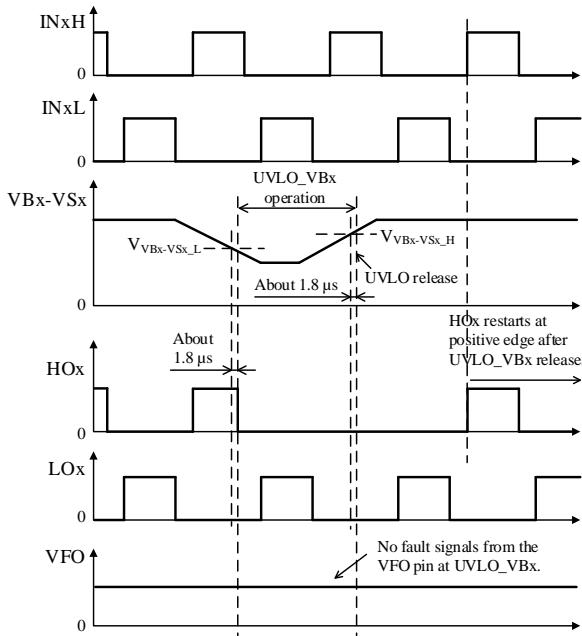 INxH
0
INxL
0
VBx-VSx
UVLO_VBx
operation
VVBx-VSx_L
VVBx-VSx_H
UVLO release
About 1.8 µs
0
About
1.8 µs
HOx restarts at
positive edge after
UVLO_VBx release
HOx
0
LOx
0
VFO
No fault signals from the
VFO pin at UVLO_VBx.
0